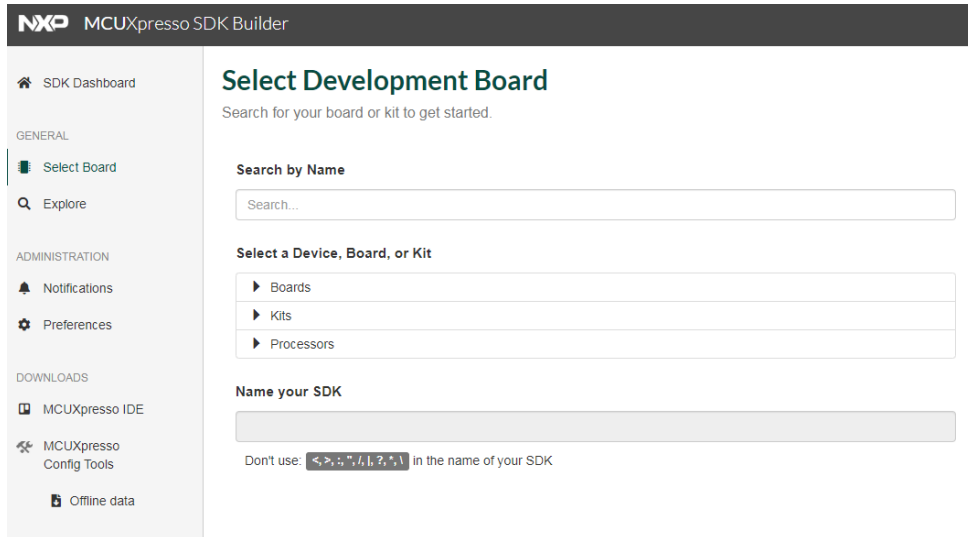 NXP MCUXpresso SDK Builder
SDK Dashboard
GENERAL
Select Board
Explore
ADMINISTRATION
Notifications
Preferences
DOWNLOADS
MCUXpresso IDE
MCUXpresso
Config Tools
Offline data
Select Development Board
Search for your board or kit to get started.
Search by Name
Search...
Select a Device, Board, or Kit
Boards
Kits
Processors
Name your SDK
Don't use: <, >, :, ", /, |, ?, *, \ in the name of your SDK